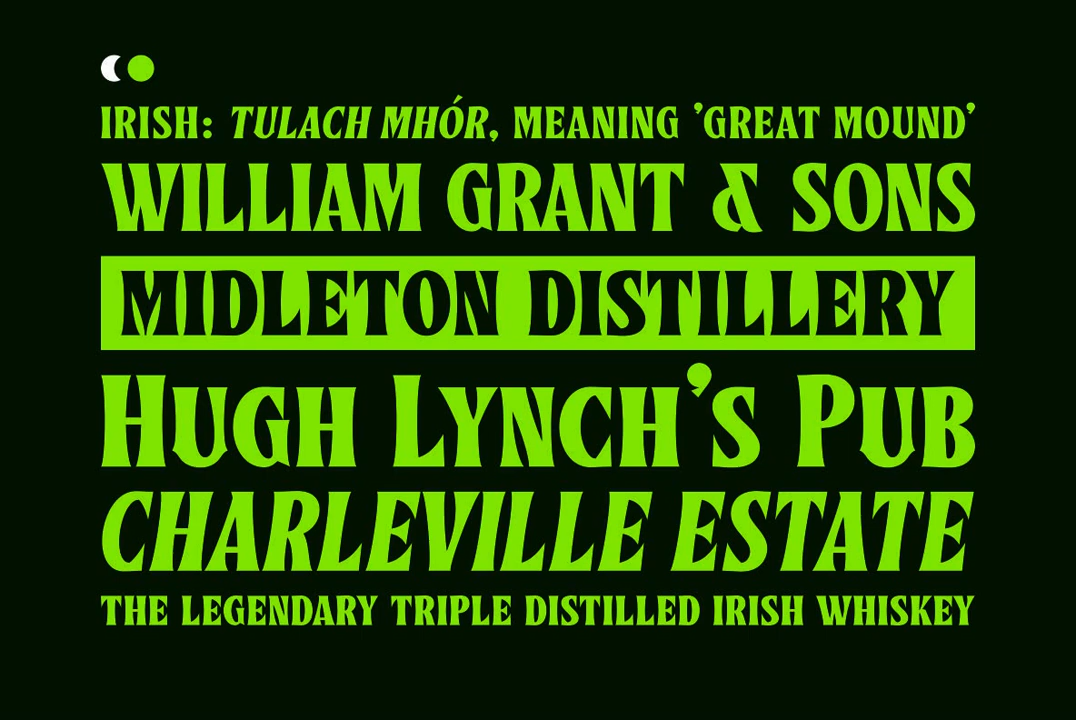 IRISH: TULACH MHÓR, MEANING ’GREAT MOUND’
WILLIAM GRANT & SONS
MIDLETON DISTILLERY
HUGH LYNCH’S PUB
CHARLEVILLE ESTATE
THE LEGENDARY TRIPLE DISTILLED IRISH WHISKEY